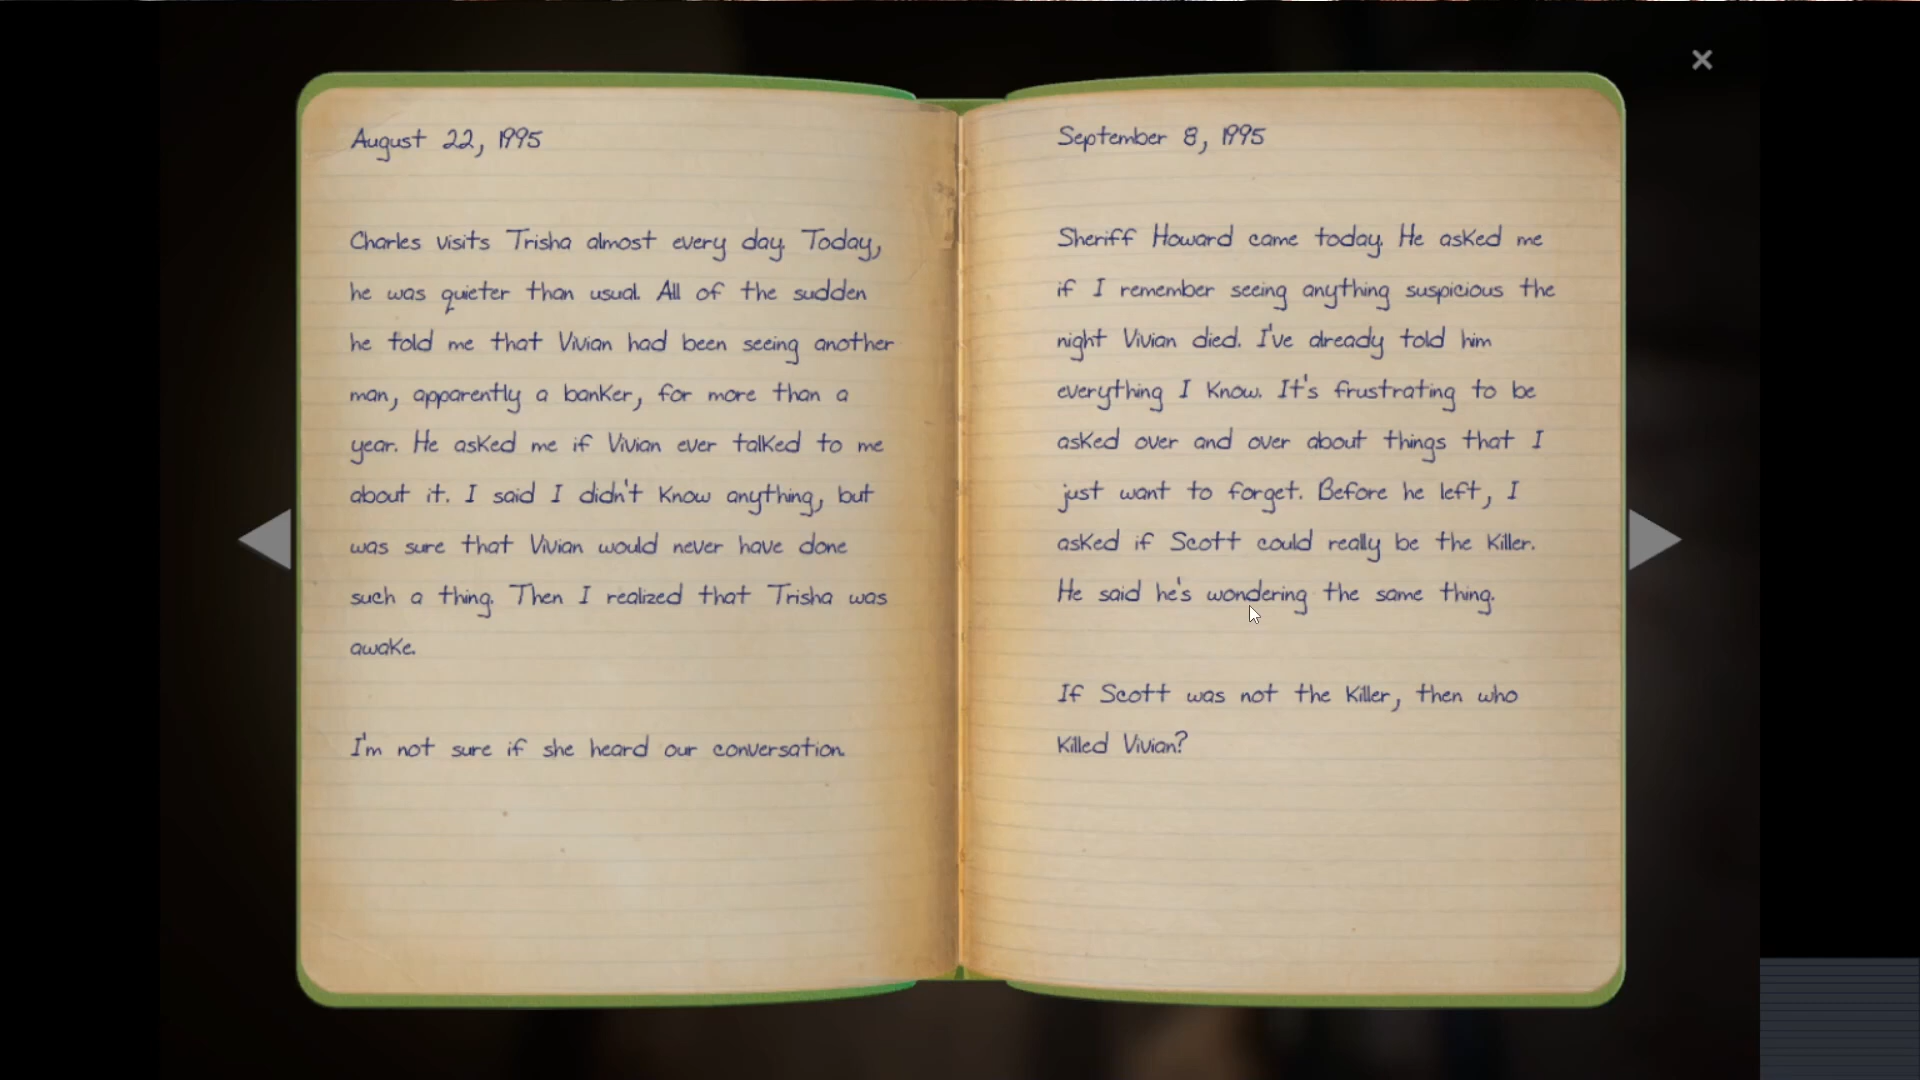 August 22, 1995
Charles visits Trisha almost every day. Today,
he was quieter than usual. All of the sudden
he told me that Vivian had been seeing another
man, apparently a banker, for more than a
year. He asked me if Vivian ever talked to me
about it. I said I didn't know anything, but
was sure that Vivian would never have done
such a thing. Then I realized that Trisha was
awake.
I'm not sure if she heard our conversation.
September 8, 1995
Sheriff Howard came today. He asked me
if I remember seeing anything suspicious the
night Vivian died. I've already told him
everything I know. It's frustrating to be
asked over and over about things that I
just want to forget. Before he left, I
asked if Scott could really be the killer.
He said he's wondering the same thing.
If Scott was not the killer, then who
killed Vivian?